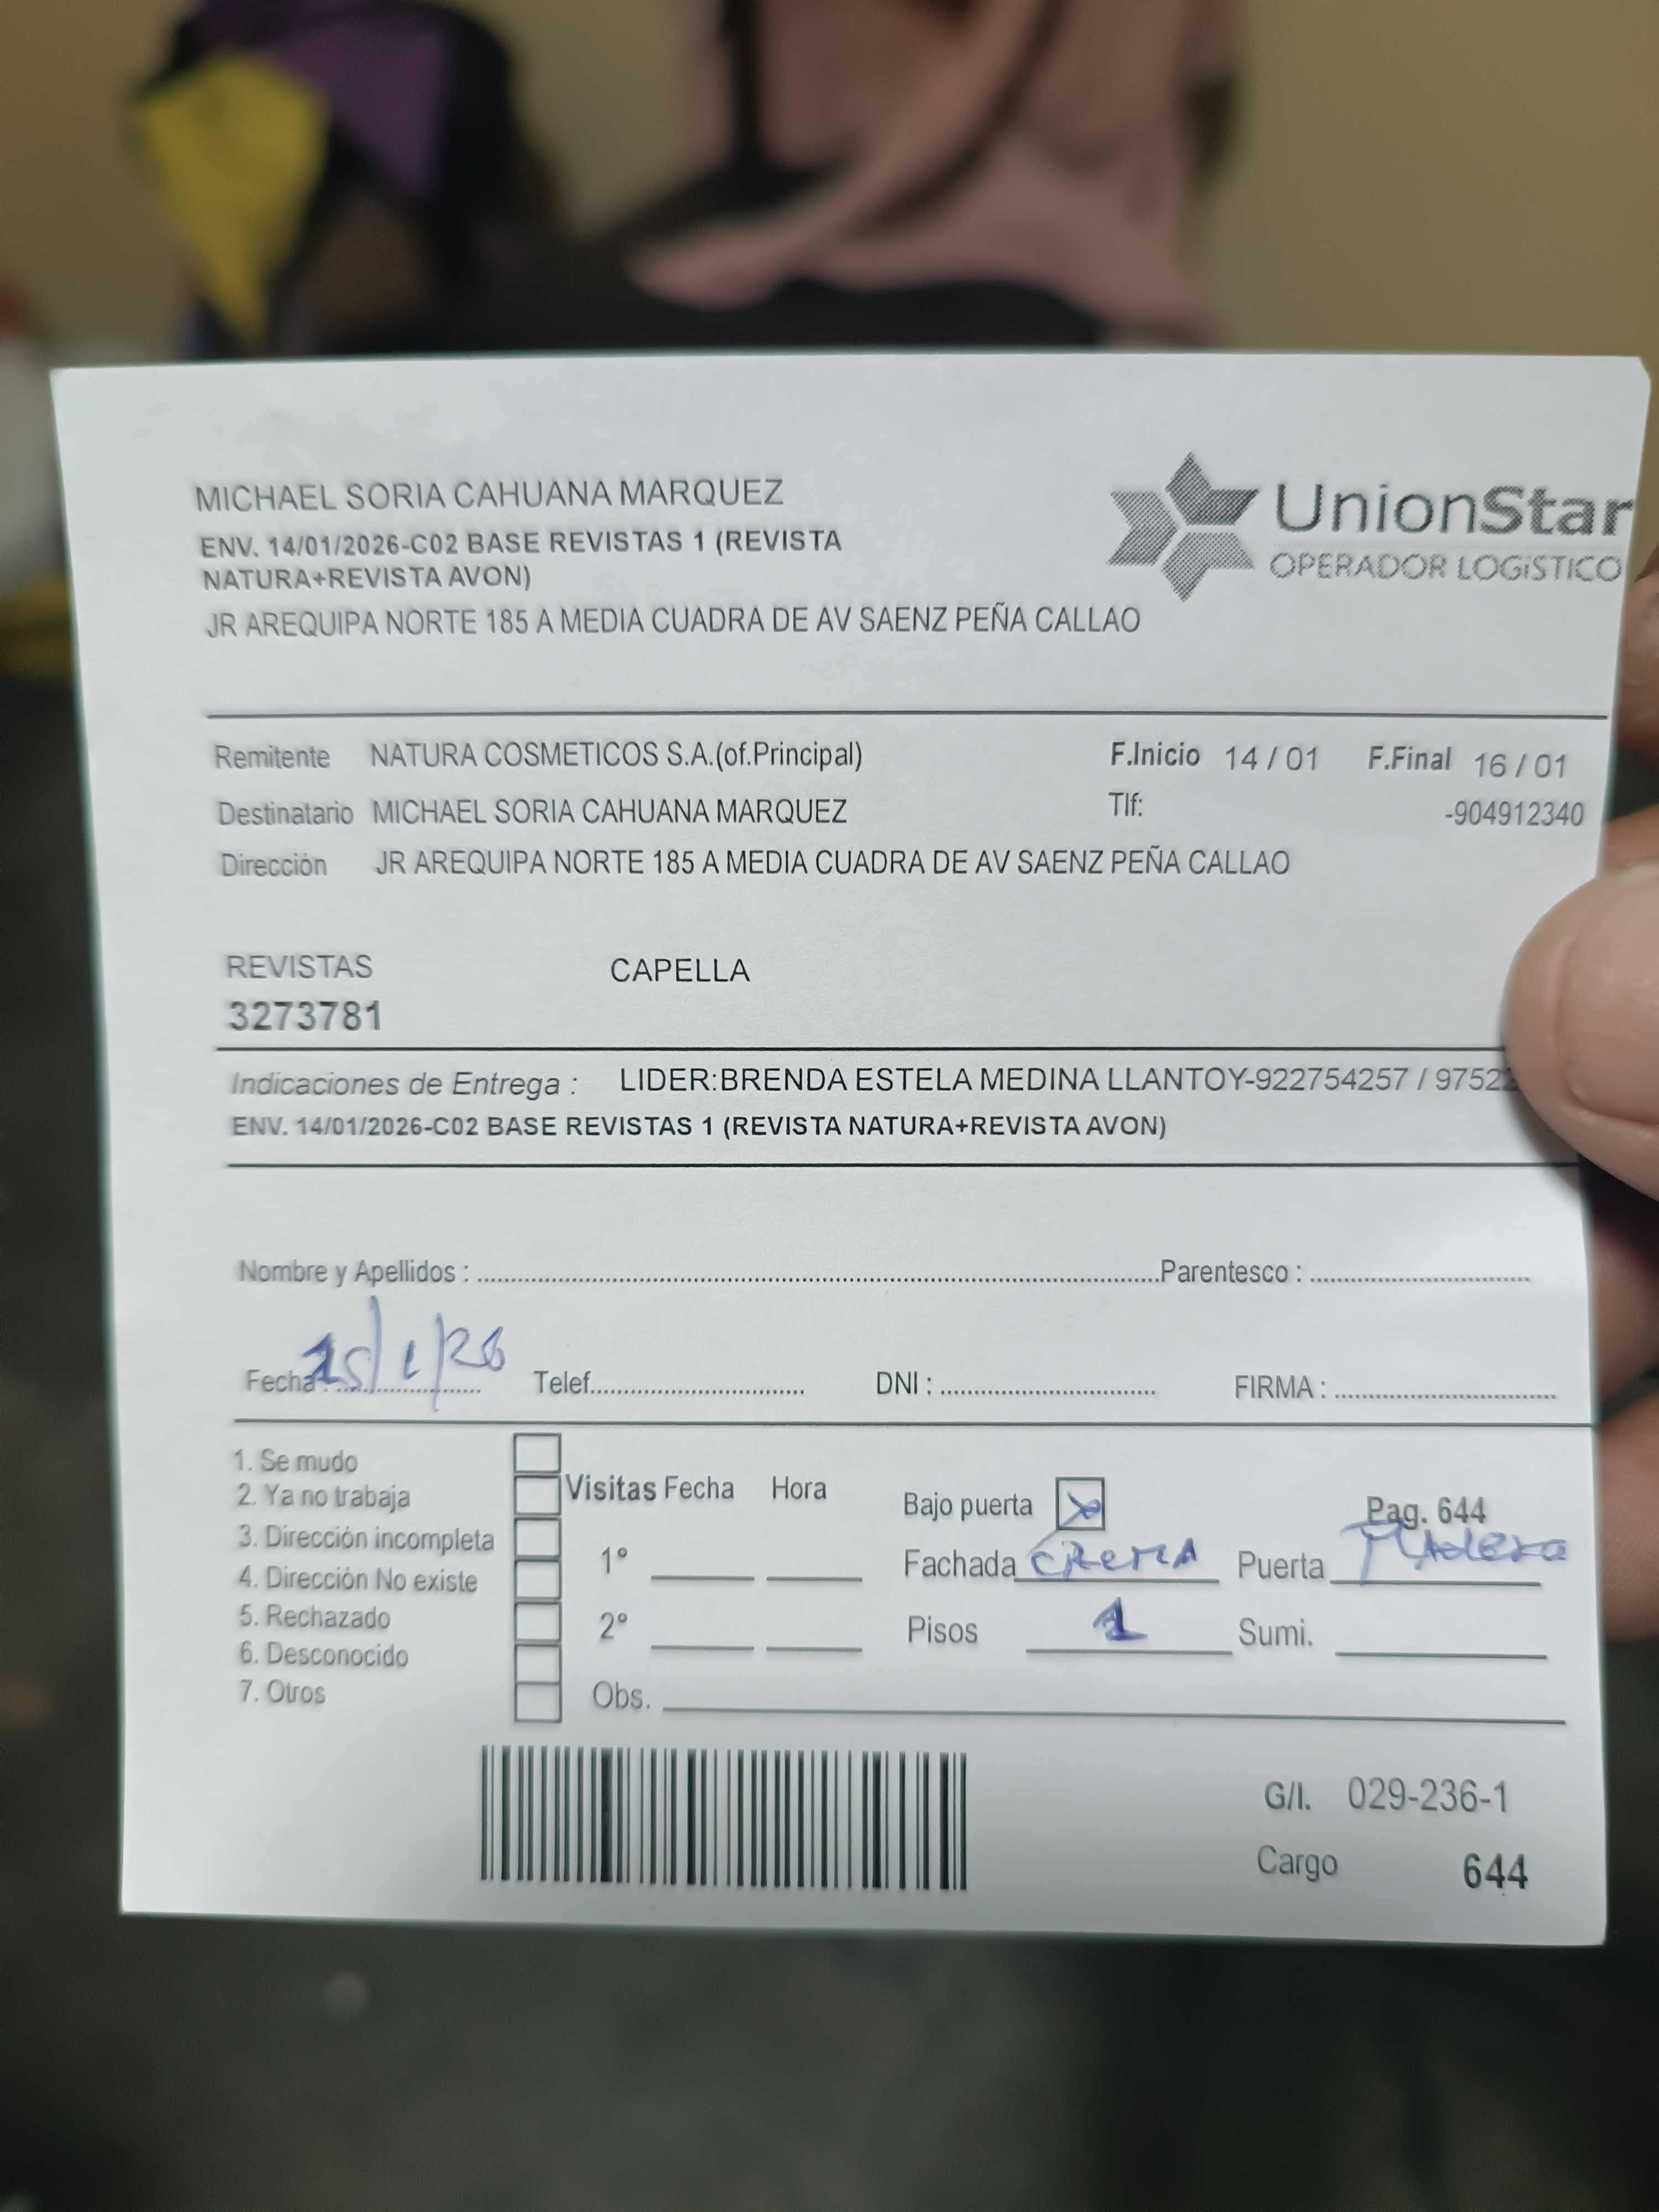 MICHAEL SORIA CAHUANA MARQUEZ
ENV. 14/01/2026-C02 BASE REVISTAS 1 (REVISTA
NATURA+REVISTA AVON)
JR AREQUIPA NORTE 185 A MEDIA CUADRA DE AV SAENZ PEÑA CALLAO
UnionStar
OPERADOR LOGíSTICO
Remitente NATURA COSMETICOS S.A.(of.Principal) F.Inicio 14 / 01 F.Final 16 / 01
Destinatario MICHAEL SORIA CAHUANA MARQUEZ Tlf: -904912340
Dirección JR AREQUIPA NORTE 185 A MEDIA CUADRA DE AV SAENZ PEÑA CALLAO
REVISTAS CAPELLA
3273781
Indicaciones de Entrega : LIDER:BRENDA ESTELA MEDINA LLANTOY-922754257 / 97522
ENV. 14/01/2026-C02 BASE REVISTAS 1 (REVISTA NATURA+REVISTA AVON)
Nombre y Apellidos : Parentesco :
Fecha : 15/1/26 Telef. DNI : FIRMA :
1. Se mudo
2. Ya no trabaja
3. Dirección incompleta
4. Dirección No existe
5. Rechazado
6. Desconocido
7. Otros
Visitas Fecha Hora
1°
2°
Obs.
Bajo puerta X Pag. 644
Fachada CREMA Puerta Madera
Pisos 1 Sumi.
G/I. 029-236-1
Cargo 644